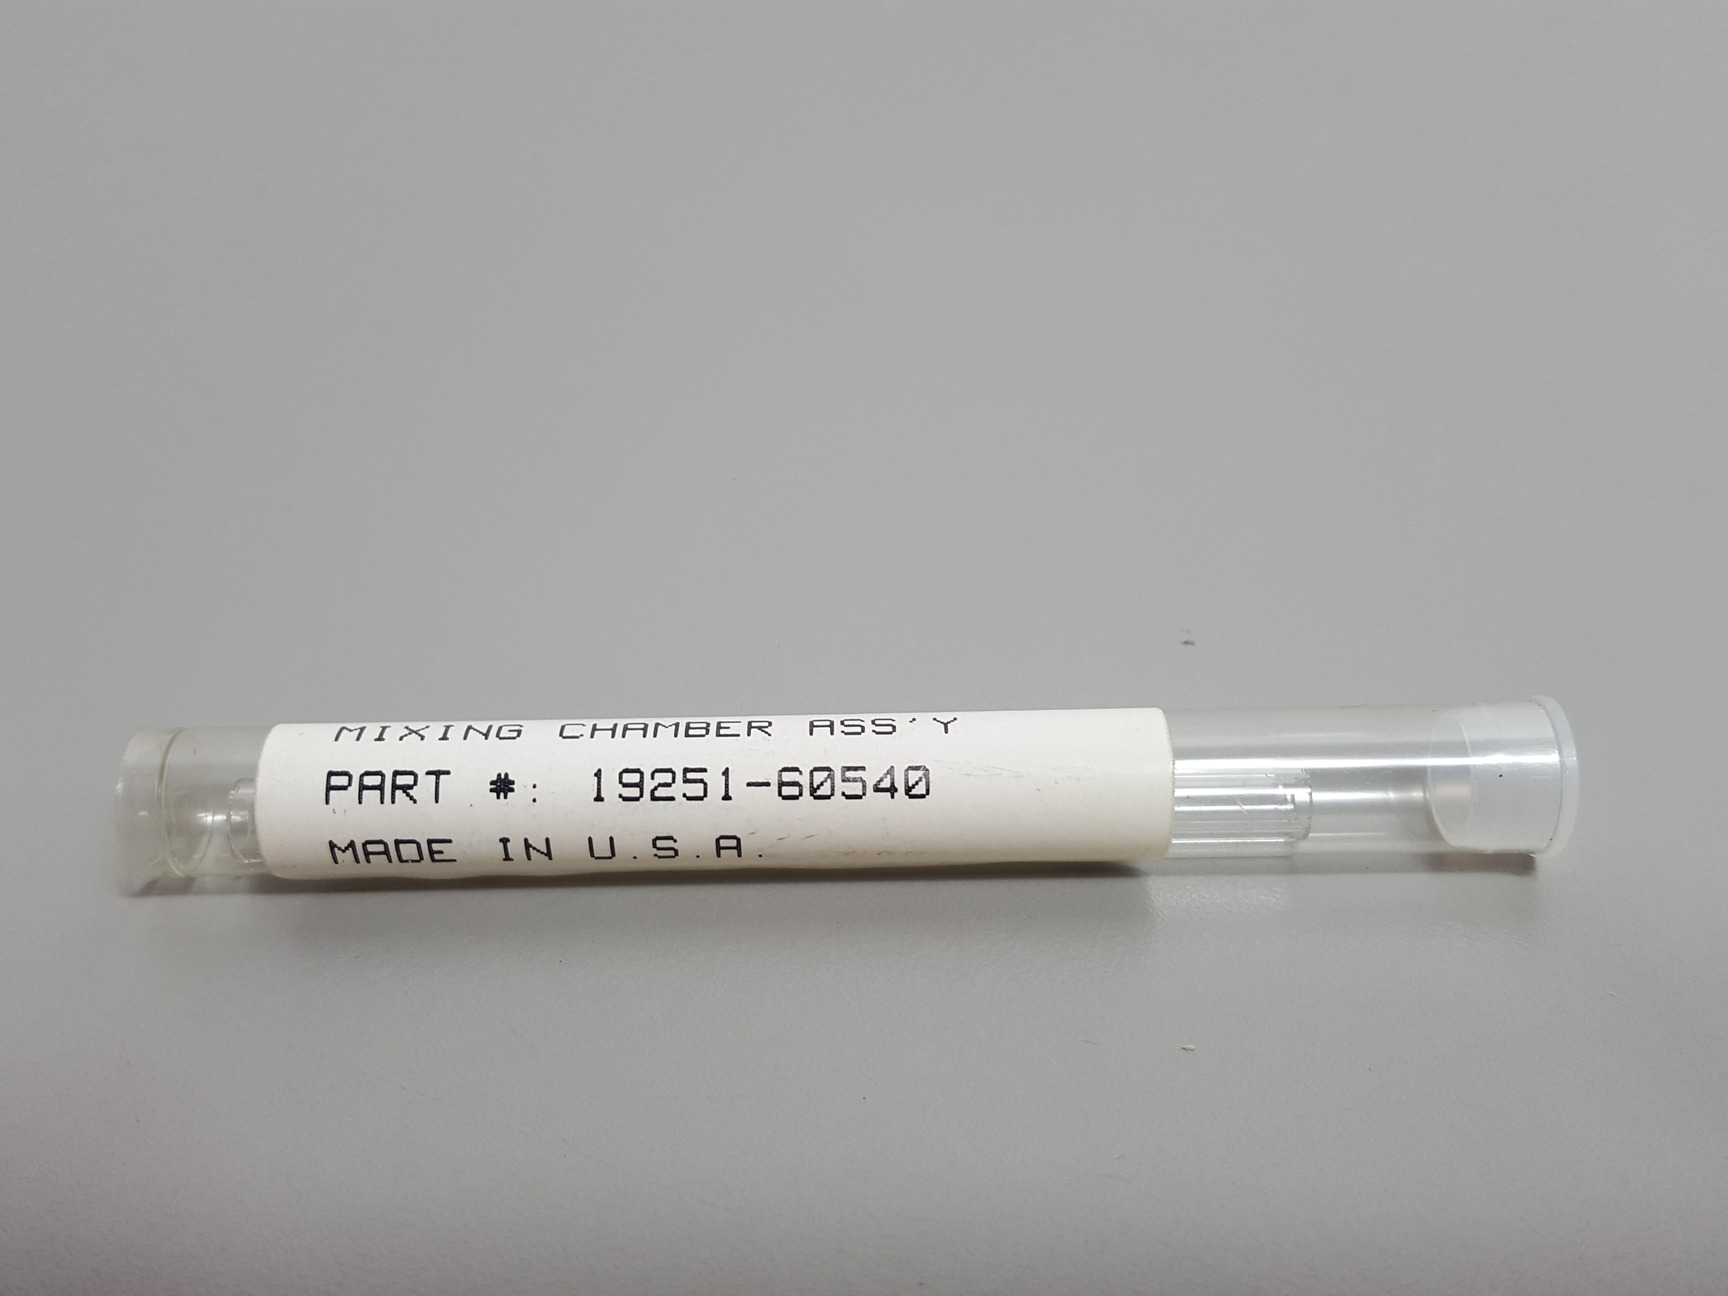 MIXING CHAMBER ASS'Y
PART #: 19251-60540
MADE IN U.S.A.